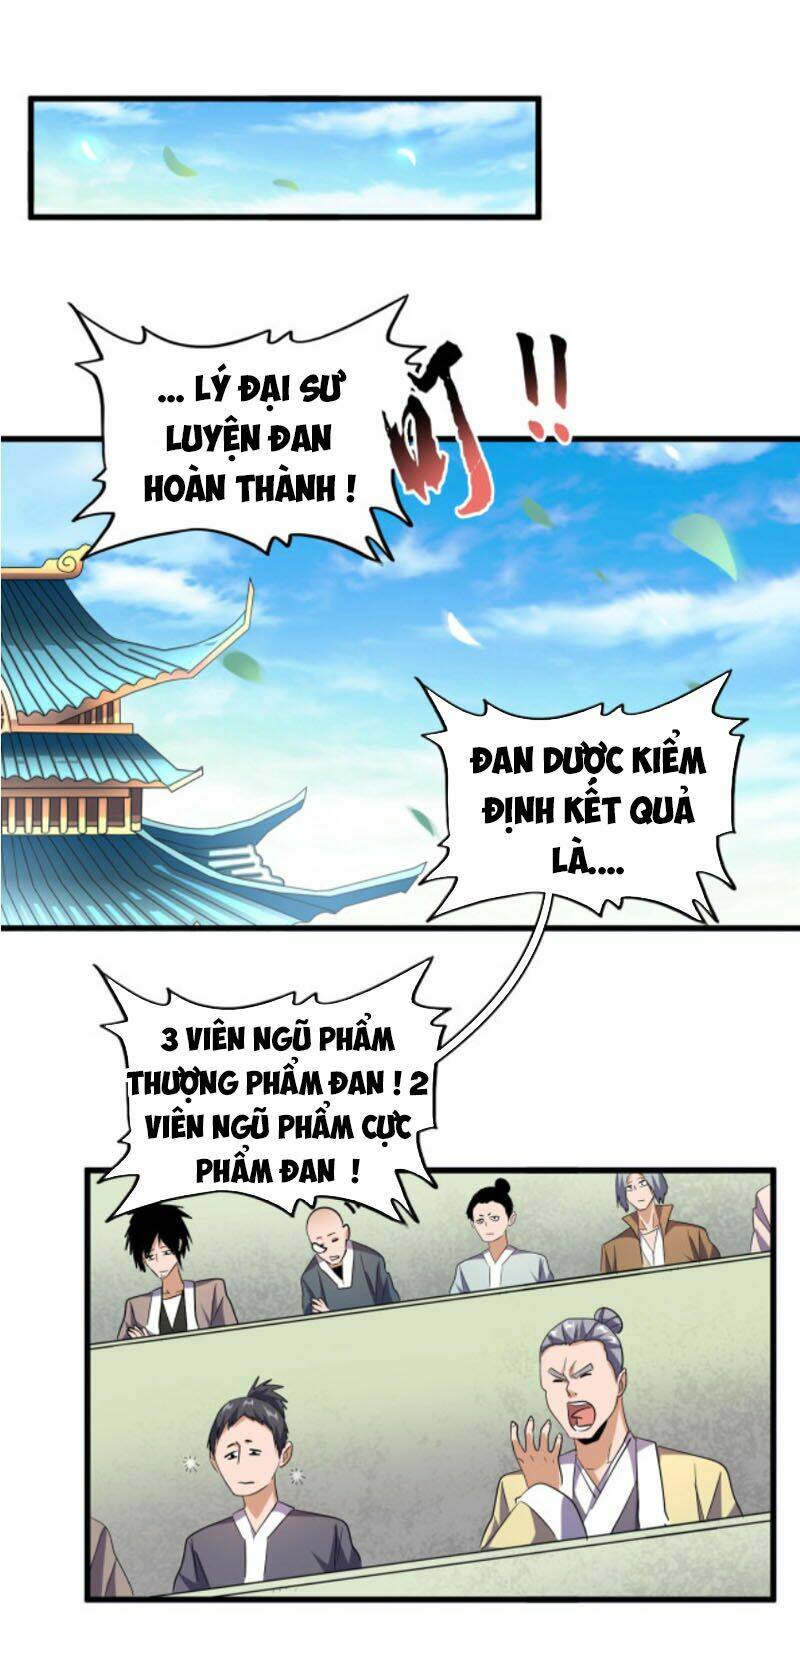 ... LÝ ĐẠI SƯ
LUYỆN ĐAN
HOÀN THÀNH !
叮!!
ĐAN DƯỢC KIỂM
ĐỊNH KẾT QUẢ
LÀ....
3 VIÊN NGŨ PHẨM
THƯỢNG PHẨM ĐAN ! 2
VIÊN NGŨ PHẨM CỰC
PHẨM ĐAN !